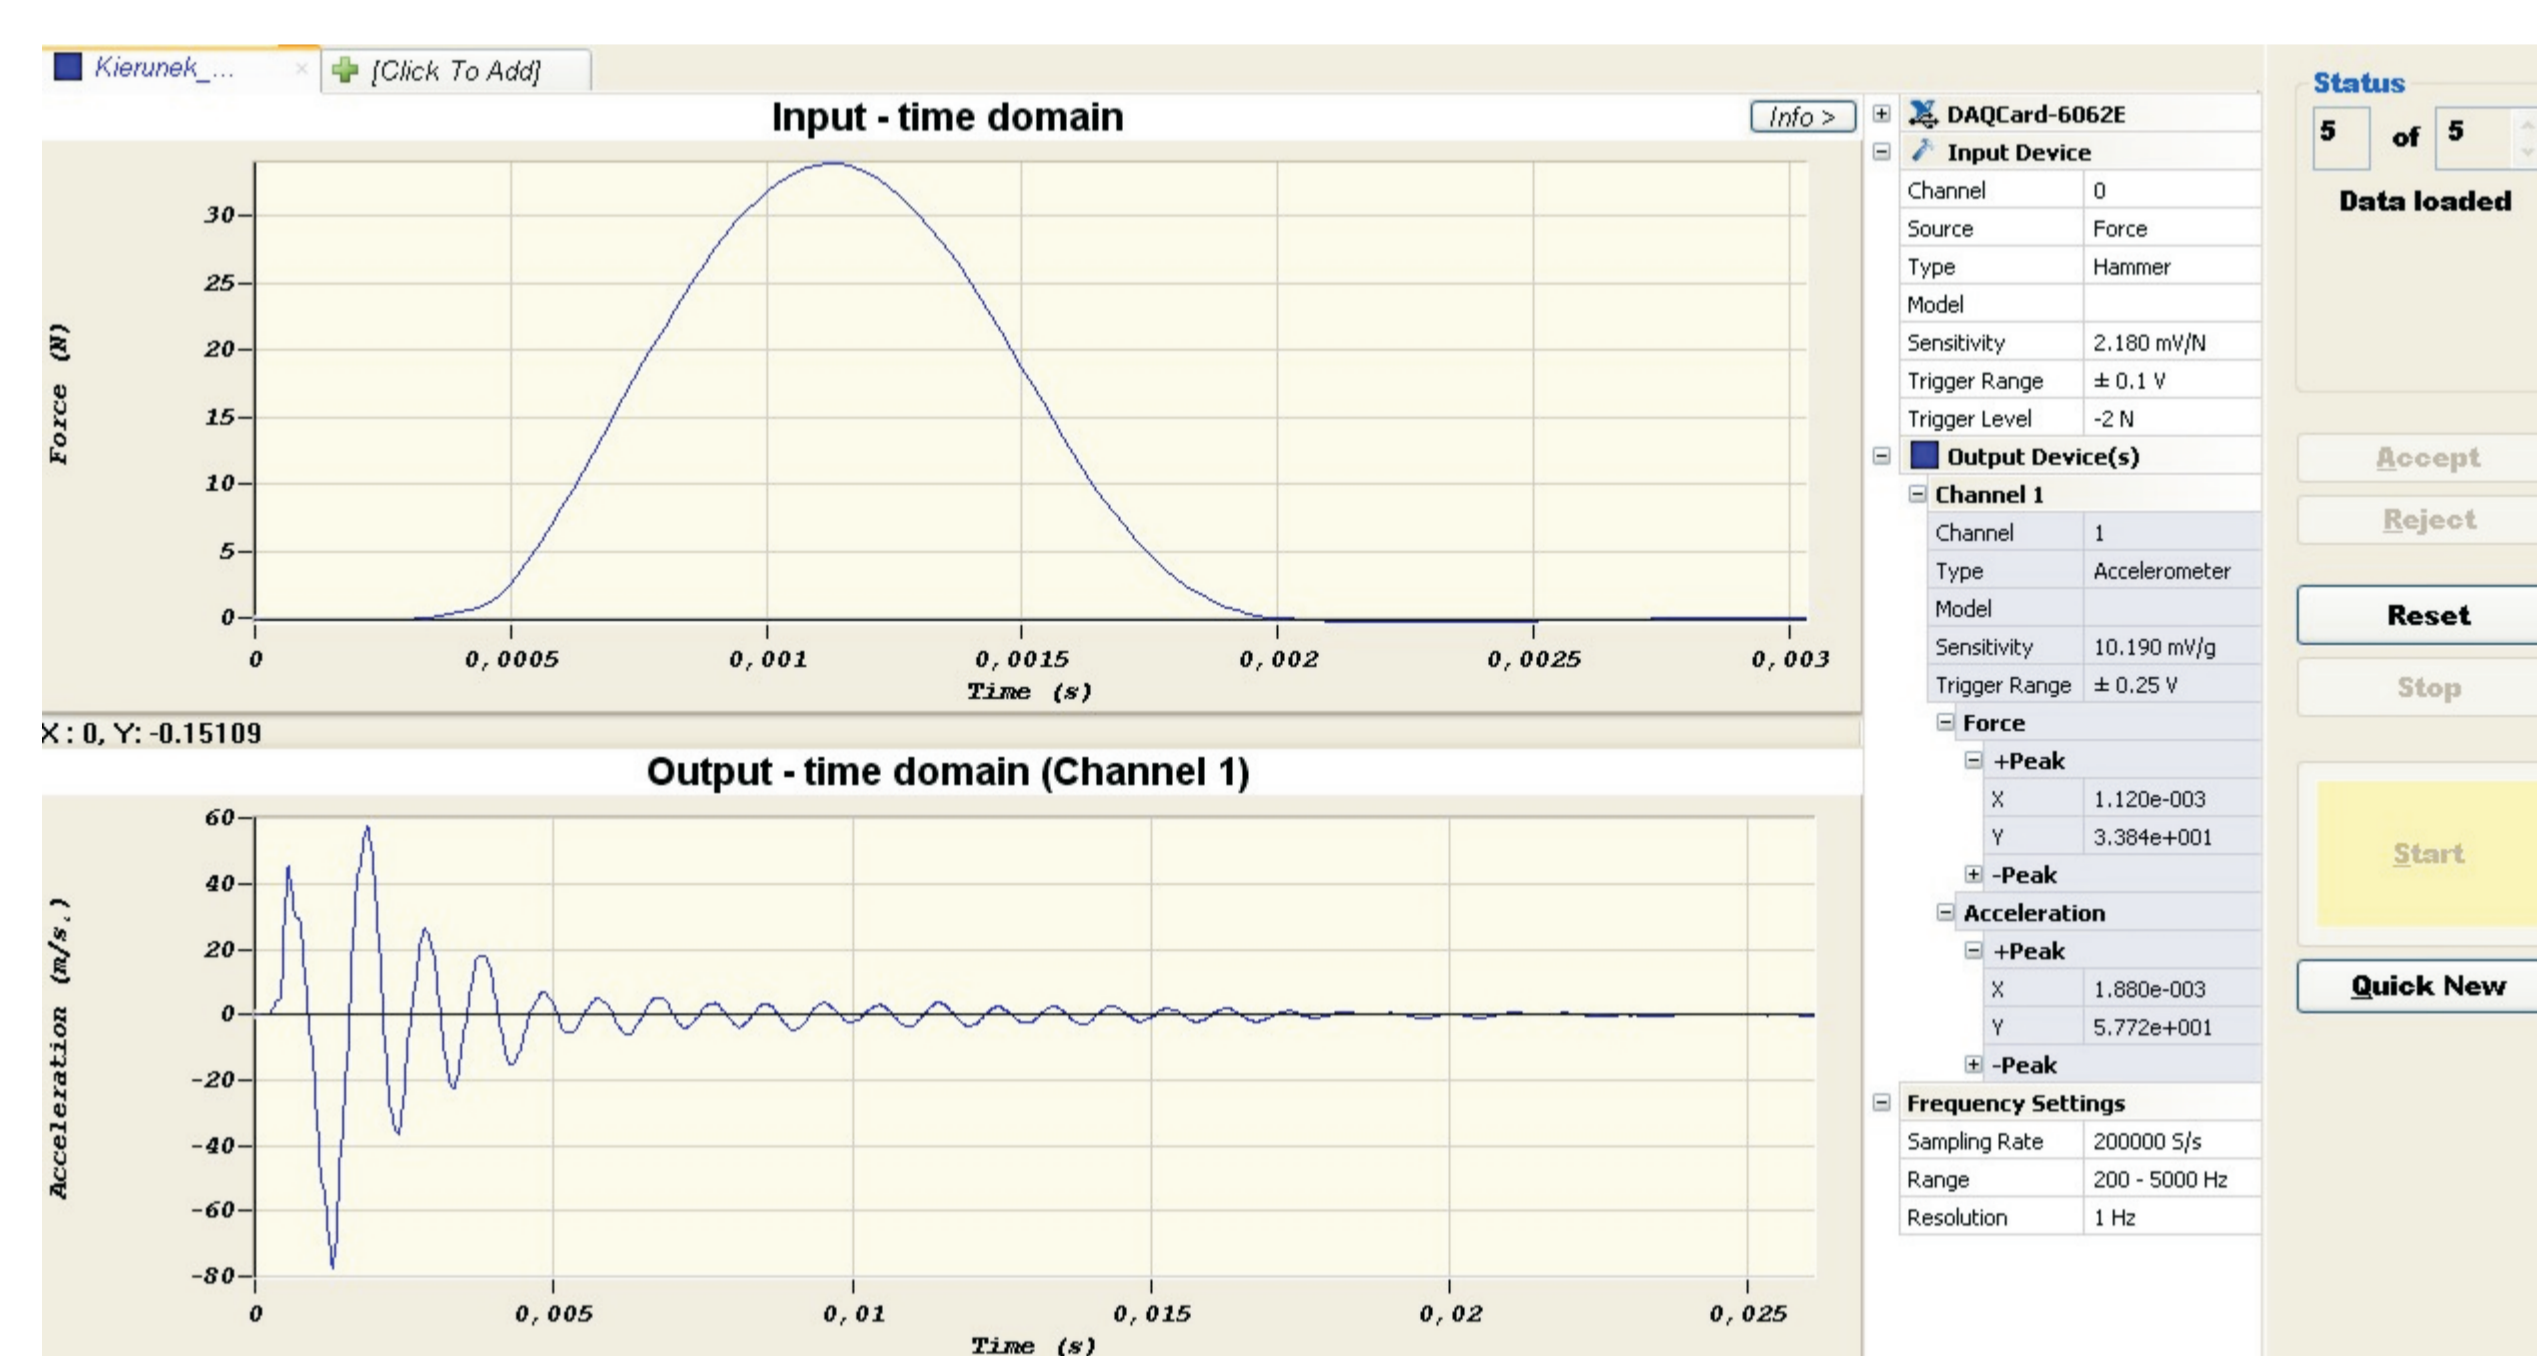 Kierunek_... [Click To Add]
Input - time domain
Info >
Force (N)
30
25
20
15
10
5
0
0 0,0005 0,001 0,0015 0,002 0,0025 0,003
Time (s)
X : 0, Y: -0.15109
Output - time domain (Channel 1)
Acceleration (m/s.)
60
40
20
0
-20
-40
-60
-80
0 0,005 0,01 0,015 0,02 0,025
Time (s)
DAQCard-6062E
Input Device
Channel 0
Source Force
Type Hammer
Model
Sensitivity 2.180 mV/N
Trigger Range ± 0.1 V
Trigger Level -2 N
Output Device(s)
Channel 1
Channel 1
Type Accelerometer
Model
Sensitivity 10.190 mV/g
Trigger Range ± 0.25 V
Force
+Peak
X 1.120e-003
Y 3.384e+001
-Peak
Acceleration
+Peak
X 1.880e-003
Y 5.772e+001
-Peak
Frequency Settings
Sampling Rate 200000 S/s
Range 200 - 5000 Hz
Resolution 1 Hz
Status
5 of 5
Data loaded
Accept
Reject
Reset
Stop
Start
Quick New